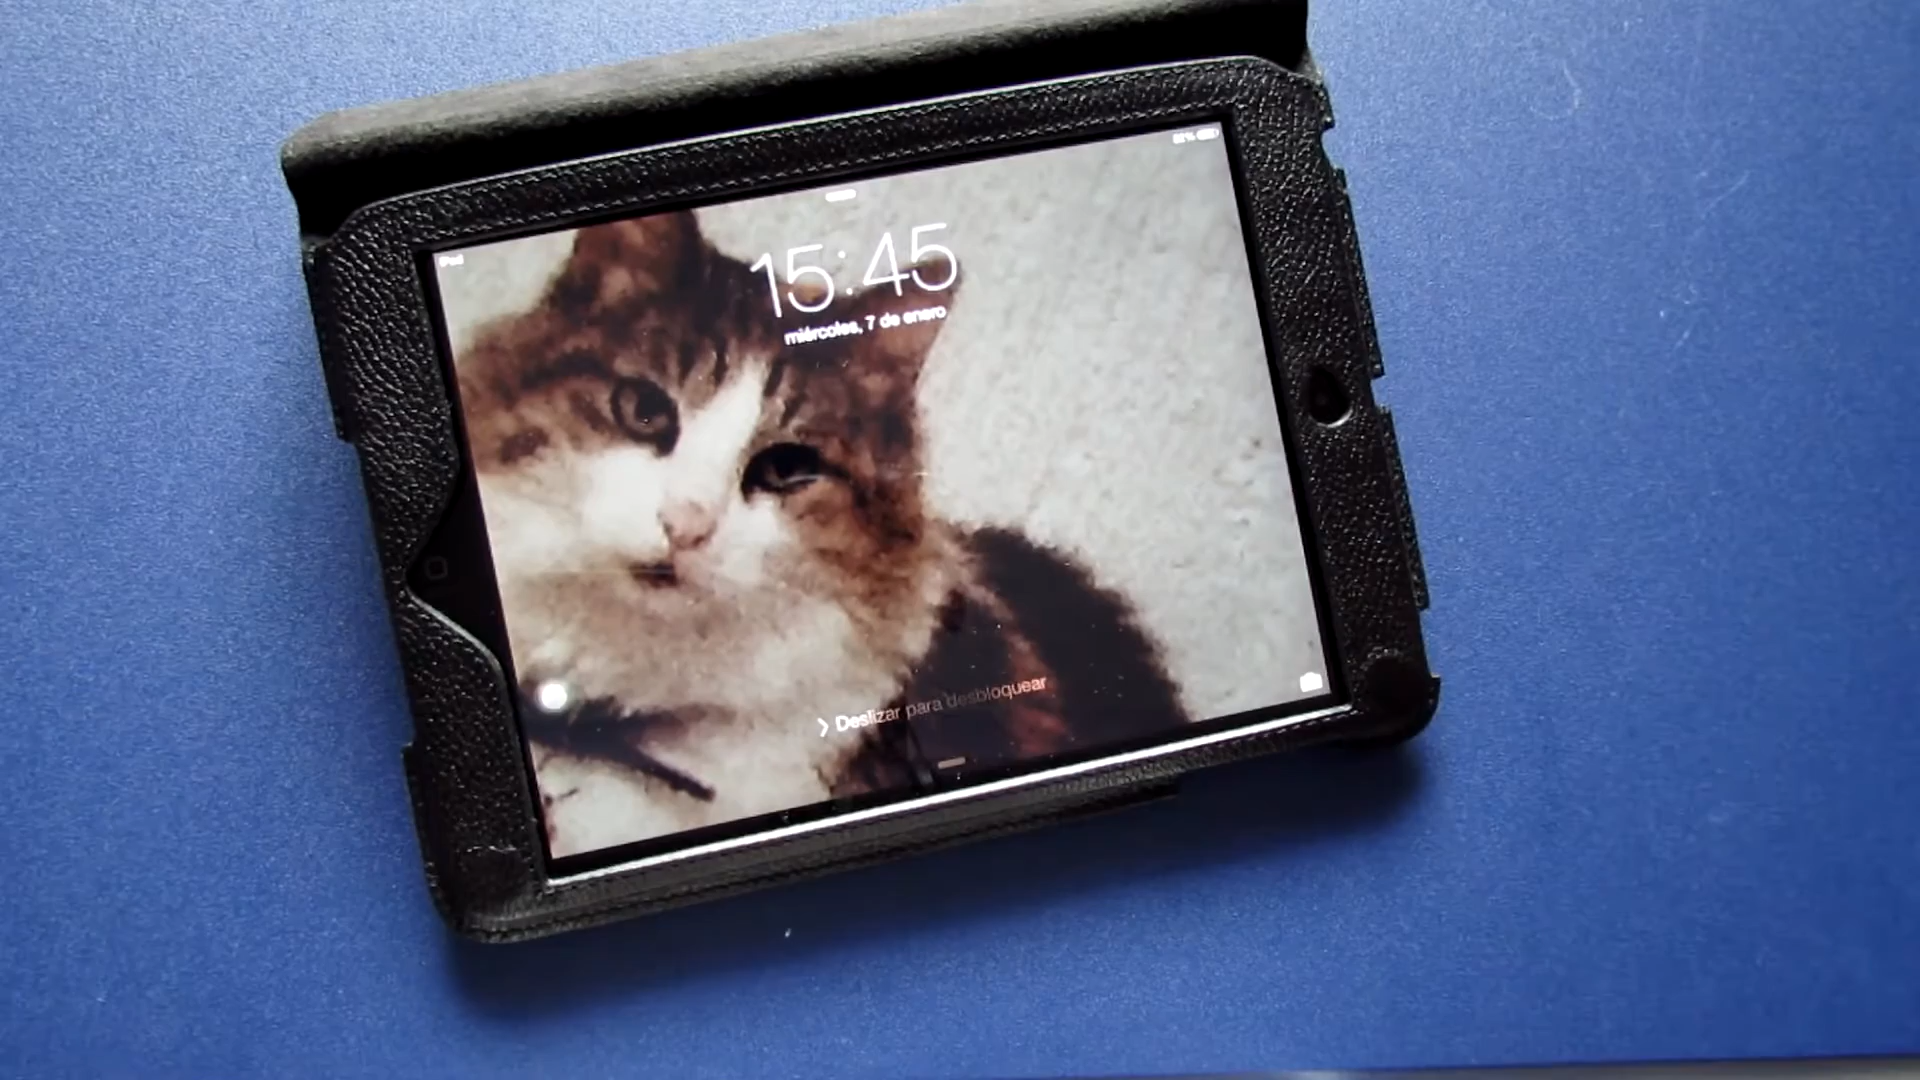 iPad
15:45
miércoles, 7 de enero
Deslizar para desbloquear